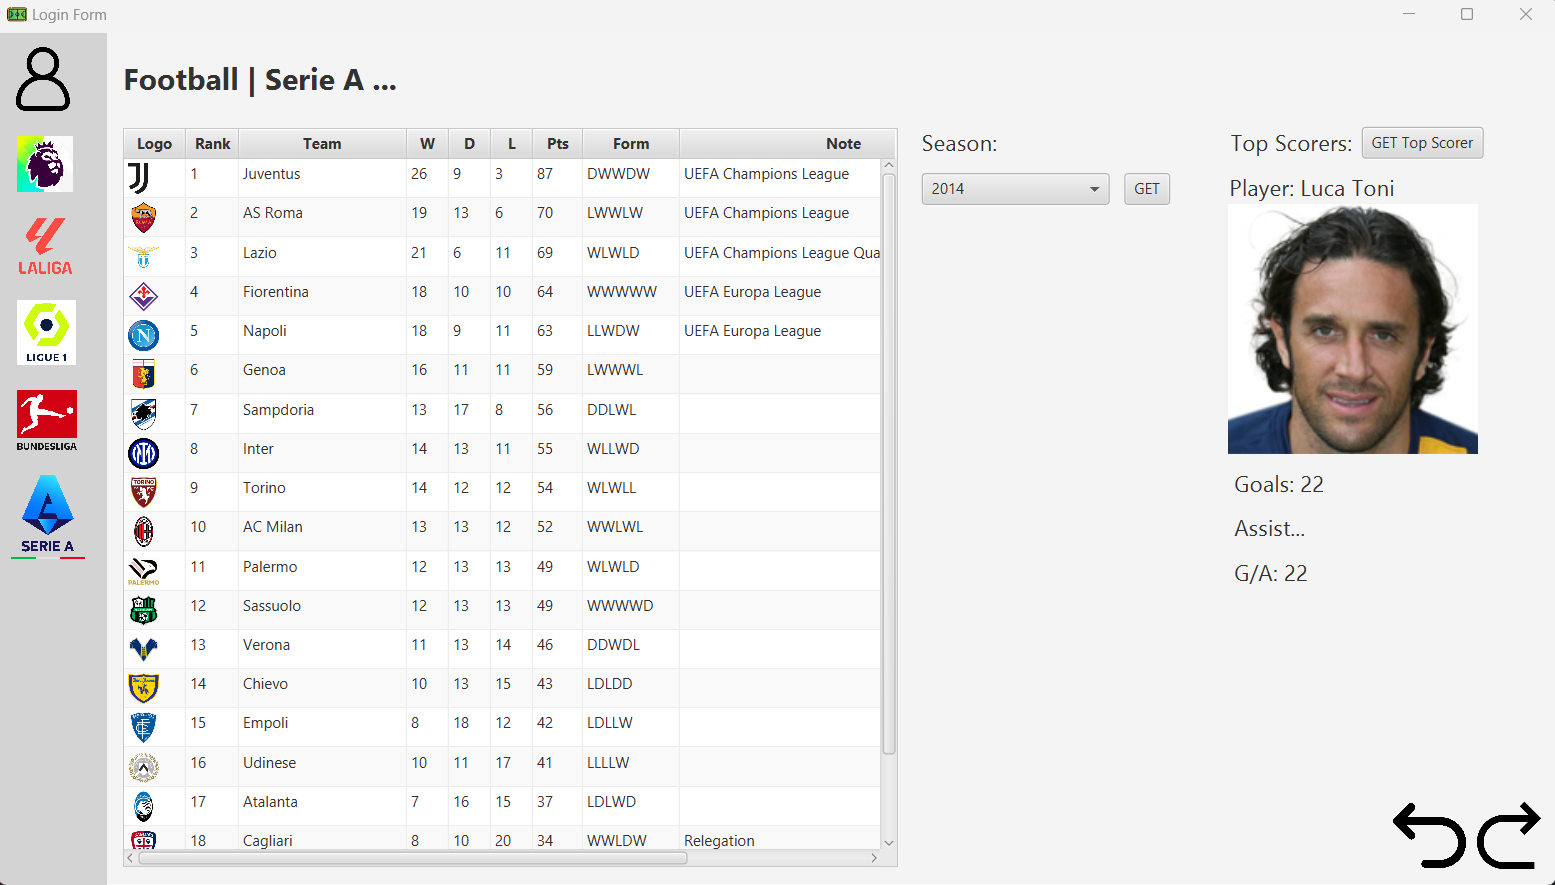 Login Form
Football | Serie A ...
Logo Rank Team W D L Pts Form Note
1 Juventus 26 9 3 87 DWWDW UEFA Champions League
2 AS Roma 19 13 6 70 LWWLW UEFA Champions League
3 Lazio 21 6 11 69 WLWLD UEFA Champions League Qua
4 Fiorentina 18 10 10 64 WWWWW UEFA Europa League
5 Napoli 18 9 11 63 LLWDW UEFA Europa League
6 Genoa 16 11 11 59 LWWWL
7 Sampdoria 13 17 8 56 DDLWL
8 Inter 14 13 11 55 WLLWD
9 Torino 14 12 12 54 WLWLL
10 AC Milan 13 13 12 52 WWLWL
11 Palermo 12 13 13 49 WLWLD
12 Sassuolo 12 13 13 49 WWWWD
13 Verona 11 13 14 46 DDWDL
14 Chievo 10 13 15 43 LDLDD
15 Empoli 8 18 12 42 LDLLW
16 Udinese 10 11 17 41 LLLLW
17 Atalanta 7 16 15 37 LDLWD
18 Cagliari 8 10 20 34 WWLDW Relegation
Season:
2014 GET
Top Scorers: GET Top Scorer
Player: Luca Toni
Goals: 22
Assist...
G/A: 22
LALIGA
LIGUE 1
BUNDESLIGA
SERIE A
TORINO
PALERMO